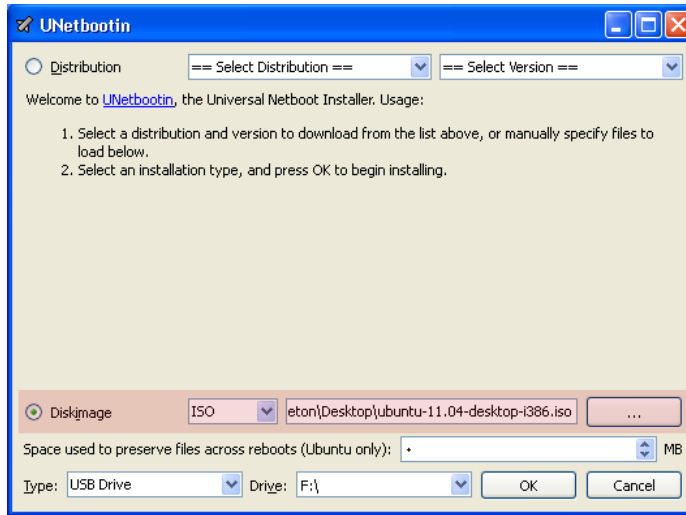 UNetbootin
Distribution == Select Distribution == == Select Version ==
Welcome to UNetbootin, the Universal Netboot Installer. Usage:
1. Select a distribution and version to download from the list above, or manually specify files to
load below.
2. Select an installation type, and press OK to begin installing.
Diskimage ISO eton\Desktop\ubuntu-11.04-desktop-i386.iso ...
Space used to preserve files across reboots (Ubuntu only): MB
Type: USB Drive Drive: F:\ OK Cancel